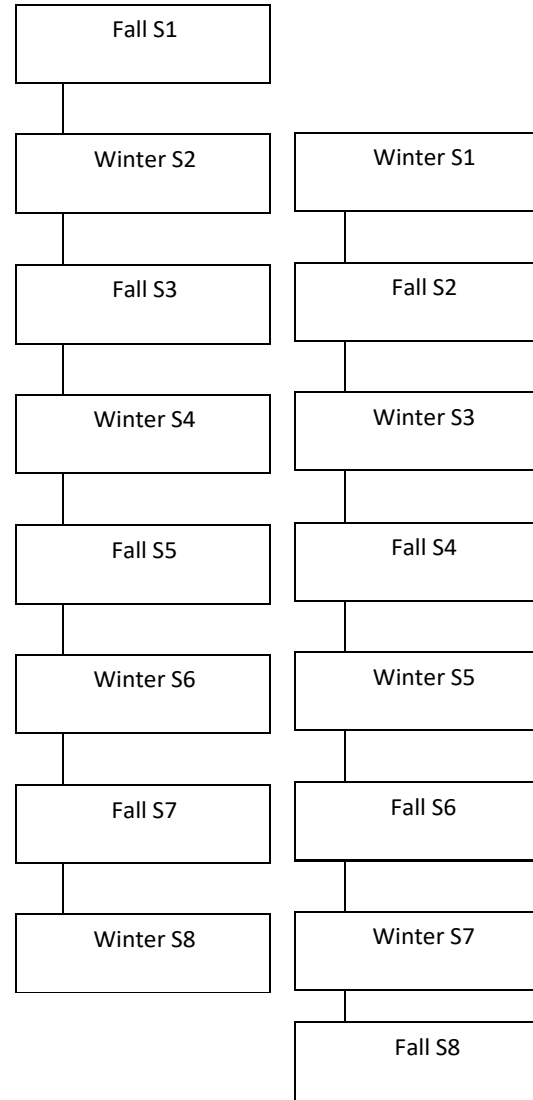 Fall S1
Winter S2
Fall S3
Winter S4
Fall S5
Winter S6
Fall S7
Winter S8
Winter S1
Fall S2
Winter S3
Fall S4
Winter S5
Fall S6
Winter S7
Fall S8